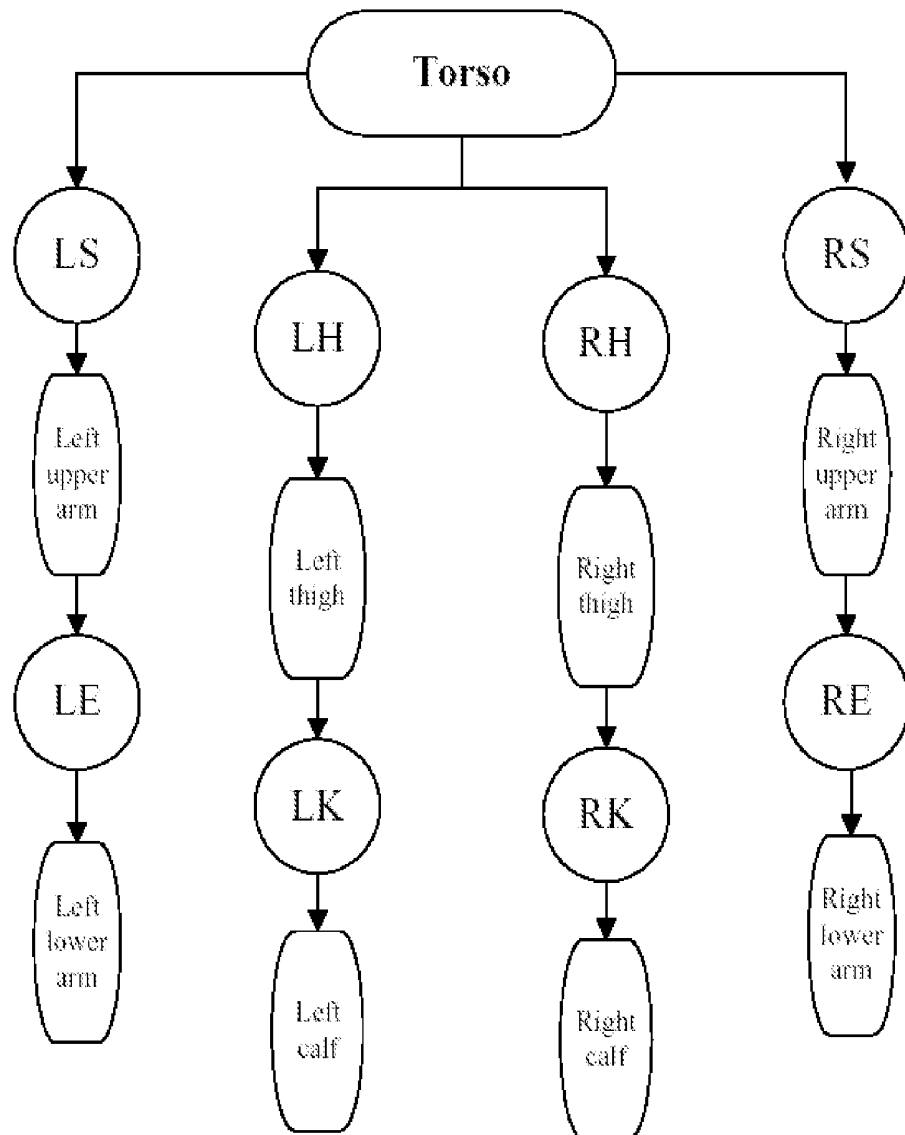 Torso
LS
LH
RH
RS
Left
upper
arm
Left
thigh
Right
thigh
Right
upper
arm
LE
LK
RK
RE
Left
lower
arm
Left
calf
Right
calf
Right
lower
arm